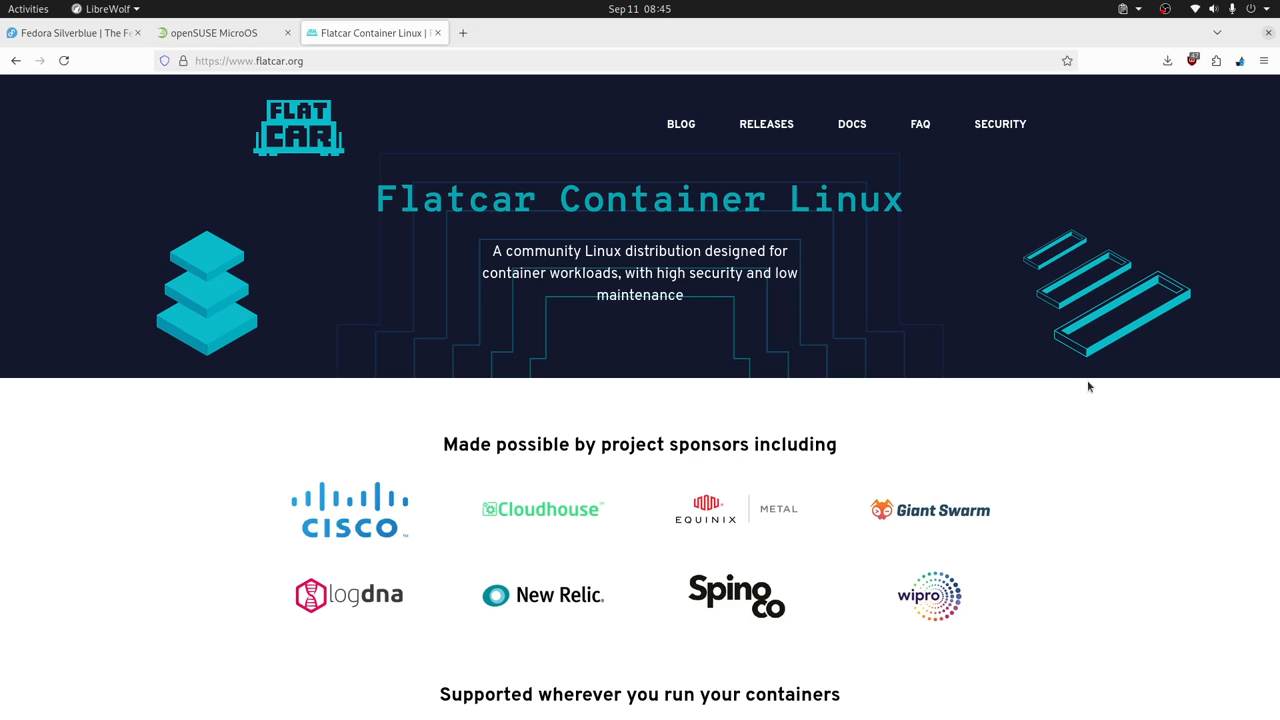 Activities
LibreWolf
Sep 11 08:45
Fedora Silverblue | The Fe
openSUSE MicroOS
Flatcar Container Linux |
https://www.flatcar.org
FLAT
CAR
BLOG
RELEASES
DOCS
FAQ
SECURITY
Flatcar Container Linux
A community Linux distribution designed for
container workloads, with high security and low
maintenance
Made possible by project sponsors including
CISCO
Cloudhouse
EQUINIX METAL
Giant Swarm
logdna
New Relic
Spingo
co
wipro
Supported wherever you run your containers